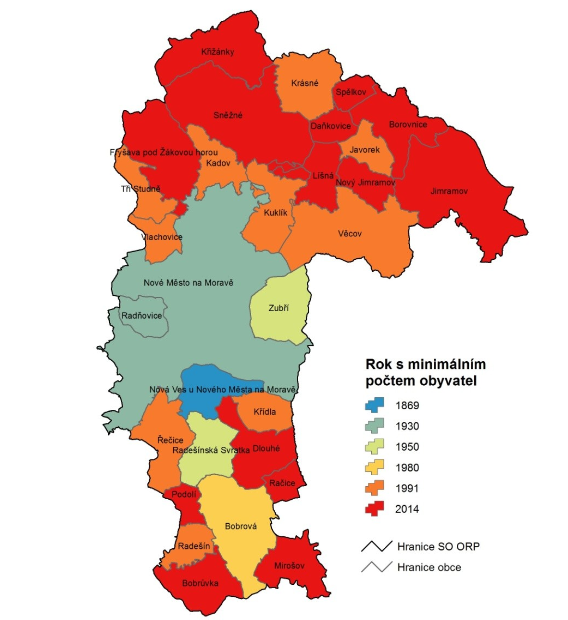 Křižánky
Krásné
Spělkov
Sněžné
Daňkovice
Borovnice
Javorek
Fryšava pod Žákovou horou
Kadov
Líšná
Nový Jimramov
Tři Studně
Jimramov
Kuklík
Vlachovice
Věcov
Nové Město na Moravě
Zubří
Radňovice
Nová Ves u Nového Města na Moravě
Křídla
Řečice
Radešínská Svratka
Dlouhé
Račice
Podolí
Bobrová
Radešín
Mirošov
Bobrůvka
Rok s minimálním
počtem obyvatel
1869
1930
1950
1980
1991
2014
Hranice SO ORP
Hranice obce